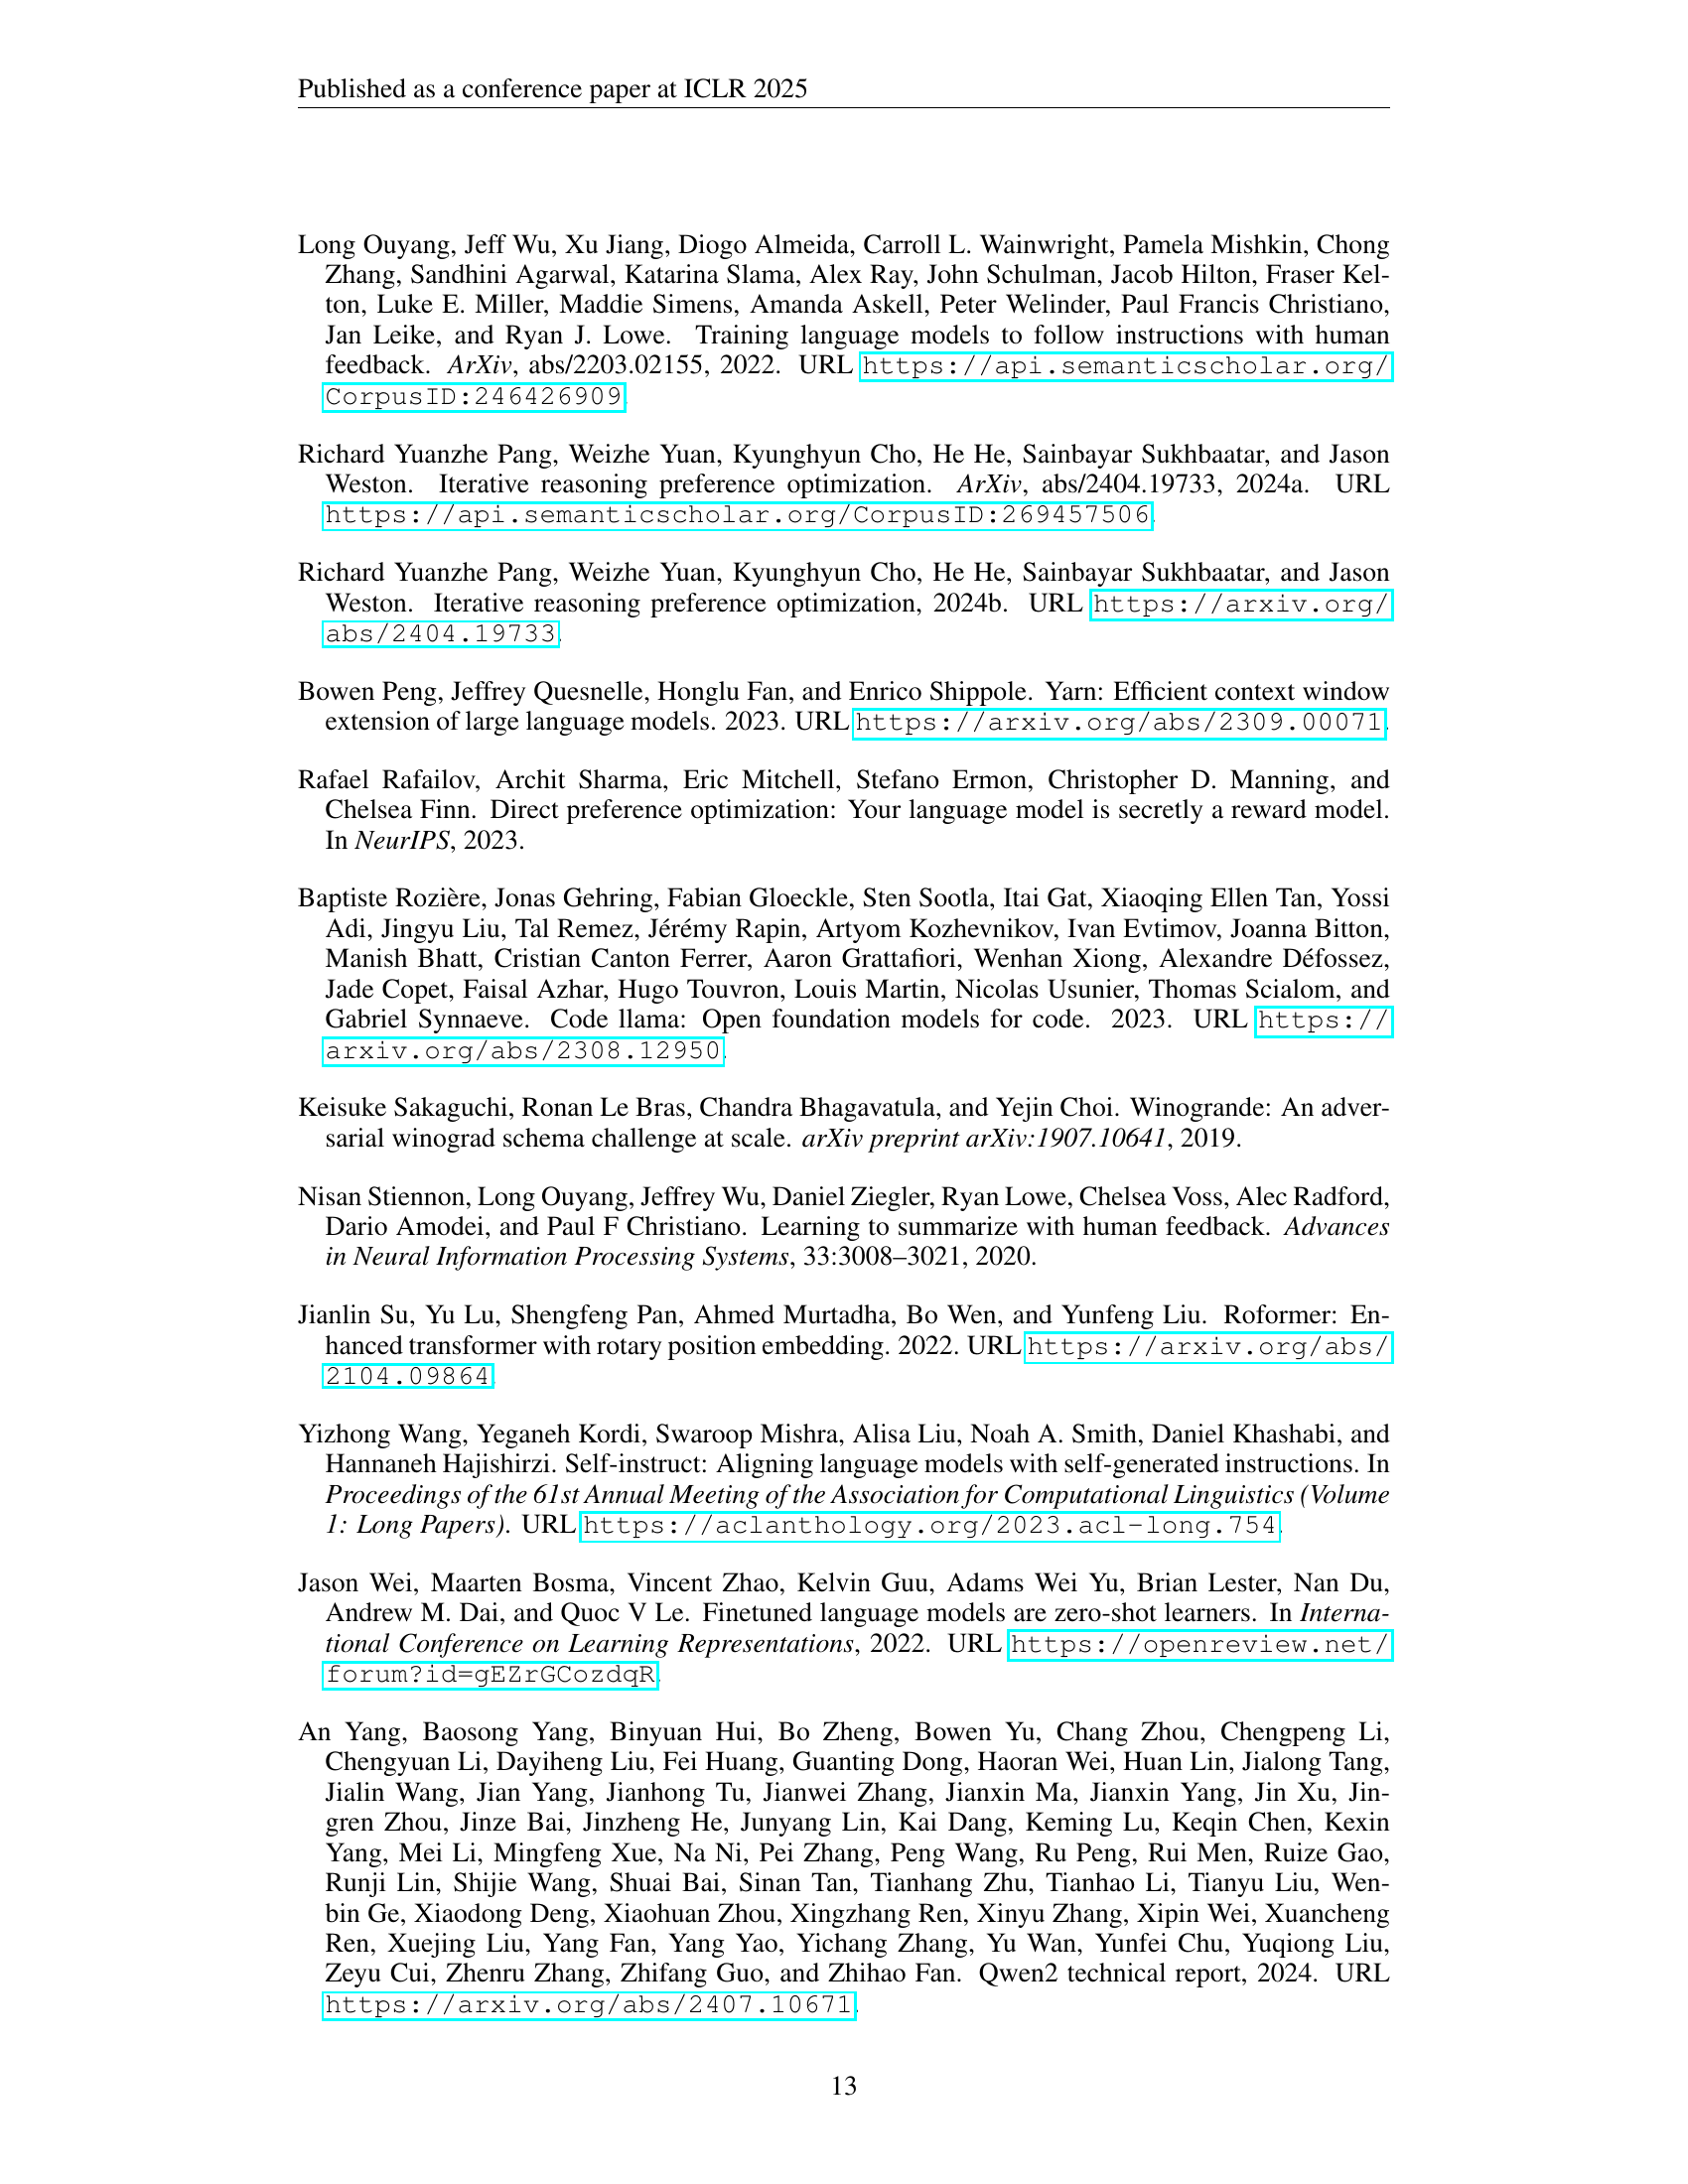 Published as a conference paper at ICLR 2025
Long Ouyang, Jeff Wu, Xu Jiang, Diogo Almeida, Carroll L. Wainwright, Pamela Mishkin, Chong
Zhang, Sandhini Agarwal, Katarina Slama, Alex Ray, John Schulman, Jacob Hilton, Fraser Kel-
ton, Luke E. Miller, Maddie Simens, Amanda Askell, Peter Welinder, Paul Francis Christiano,
Jan Leike, and Ryan J. Lowe. Training language models to follow instructions with human
feedback. ArXiv, abs/2203.02155, 2022. URL https://api.semanticscholar.org/
CorpusID:246426909.
Richard Yuanzhe Pang, Weizhe Yuan, Kyunghyun Cho, He He, Sainbayar Sukhbaatar, and Jason
Weston. Iterative reasoning preference optimization. ArXiv, abs/2404.19733, 2024a. URL
https://api.semanticscholar.org/CorpusID:269457506.
Richard Yuanzhe Pang, Weizhe Yuan, Kyunghyun Cho, He He, Sainbayar Sukhbaatar, and Jason
Weston. Iterative reasoning preference optimization, 2024b. URL https://arxiv.org/
abs/2404.19733.
Bowen Peng, Jeffrey Quesnelle, Honglu Fan, and Enrico Shippole. Yarn: Efficient context window
extension of large language models. 2023. URL https://arxiv.org/abs/2309.00071.
Rafael Rafailov, Archit Sharma, Eric Mitchell, Stefano Ermon, Christopher D. Manning, and
Chelsea Finn. Direct preference optimization: Your language model is secretly a reward model.
In NeurIPS, 2023.
Baptiste Rozière, Jonas Gehring, Fabian Gloeckle, Sten Sootla, Itai Gat, Xiaoqing Ellen Tan, Yossi
Adi, Jingyu Liu, Tal Remez, Jérémy Rapin, Artyom Kozhevnikov, Ivan Evtimov, Joanna Bitton,
Manish Bhatt, Cristian Canton Ferrer, Aaron Grattafiori, Wenhan Xiong, Alexandre Défossez,
Jade Copet, Faisal Azhar, Hugo Touvron, Louis Martin, Nicolas Usunier, Thomas Scialom, and
Gabriel Synnaeve. Code llama: Open foundation models for code. 2023. URL https://
arxiv.org/abs/2308.12950.
Keisuke Sakaguchi, Ronan Le Bras, Chandra Bhagavatula, and Yejin Choi. Winogrande: An adver-
sarial winograd schema challenge at scale. arXiv preprint arXiv:1907.10641, 2019.
Nisan Stiennon, Long Ouyang, Jeffrey Wu, Daniel Ziegler, Ryan Lowe, Chelsea Voss, Alec Radford,
Dario Amodei, and Paul F Christiano. Learning to summarize with human feedback. Advances
in Neural Information Processing Systems, 33:3008–3021, 2020.
Jianlin Su, Yu Lu, Shengfeng Pan, Ahmed Murtadha, Bo Wen, and Yunfeng Liu. Roformer: En-
hanced transformer with rotary position embedding. 2022. URL https://arxiv.org/abs/
2104.09864.
Yizhong Wang, Yeganeh Kordi, Swaroop Mishra, Alisa Liu, Noah A. Smith, Daniel Khashabi, and
Hannaneh Hajishirzi. Self-instruct: Aligning language models with self-generated instructions. In
Proceedings of the 61st Annual Meeting of the Association for Computational Linguistics (Volume
1: Long Papers). URL https://aclanthology.org/2023.acl-long.754.
Jason Wei, Maarten Bosma, Vincent Zhao, Kelvin Guu, Adams Wei Yu, Brian Lester, Nan Du,
Andrew M. Dai, and Quoc V Le. Finetuned language models are zero-shot learners. In Interna-
tional Conference on Learning Representations, 2022. URL https://openreview.net/
forum?id=gEZrGCozdqR.
An Yang, Baosong Yang, Binyuan Hui, Bo Zheng, Bowen Yu, Chang Zhou, Chengpeng Li,
Chengyuan Li, Dayiheng Liu, Fei Huang, Guanting Dong, Haoran Wei, Huan Lin, Jialong Tang,
Jialin Wang, Jian Yang, Jianhong Tu, Jianwei Zhang, Jianxin Ma, Jianxin Yang, Jin Xu, Jin-
gren Zhou, Jinze Bai, Jinzheng He, Junyang Lin, Kai Dang, Keming Lu, Keqin Chen, Kexin
Yang, Mei Li, Mingfeng Xue, Na Ni, Pei Zhang, Peng Wang, Ru Peng, Rui Men, Ruize Gao,
Runji Lin, Shijie Wang, Shuai Bai, Sinan Tan, Tianhang Zhu, Tianhao Li, Tianyu Liu, Wen-
bin Ge, Xiaodong Deng, Xiaohuan Zhou, Xingzhang Ren, Xinyu Zhang, Xipin Wei, Xuancheng
Ren, Xuejing Liu, Yang Fan, Yang Yao, Yichang Zhang, Yu Wan, Yunfei Chu, Yuqiong Liu,
Zeyu Cui, Zhenru Zhang, Zhifang Guo, and Zhihao Fan. Qwen2 technical report, 2024. URL
https://arxiv.org/abs/2407.10671.
13